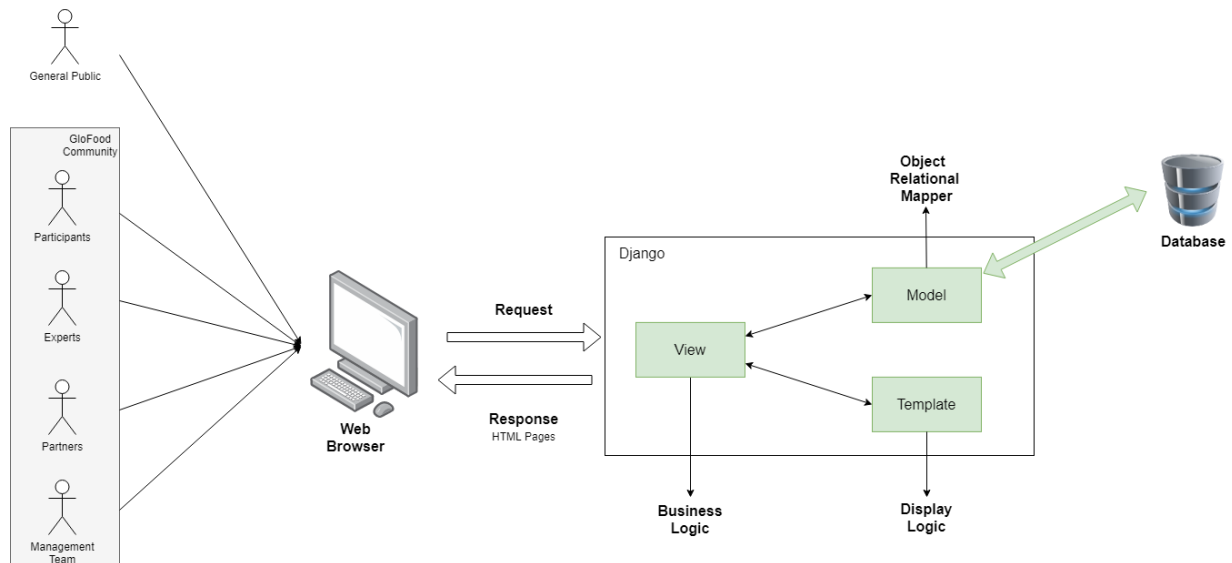 General Public
GloFood
Community
Participants
Experts
Partners
Management
Team
Web
Browser
Request
Response
HTML Pages
Django
View
Model
Template
Object
Relational
Mapper
Database
Business
Logic
Display
Logic